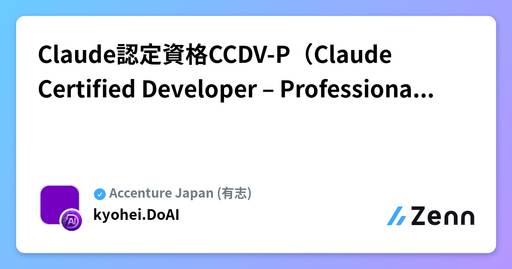 Claude認定資格CCDV-P（Claude
Certified Developer – Professiona...
Accenture Japan (有志)
kyohei.DoAI
Zenn